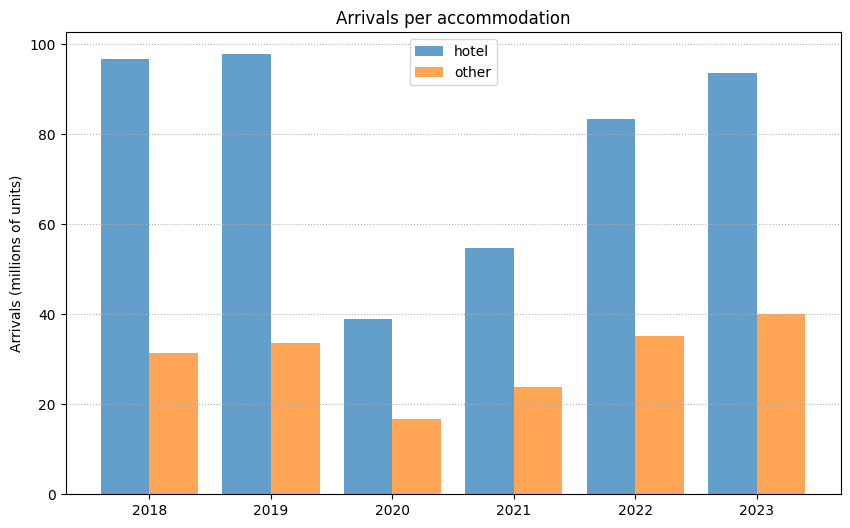 Arrivals per accommodation
hotel
other
Arrivals (millions of units)
100
80
60
40
20
0
2018 2019 2020 2021 2022 2023